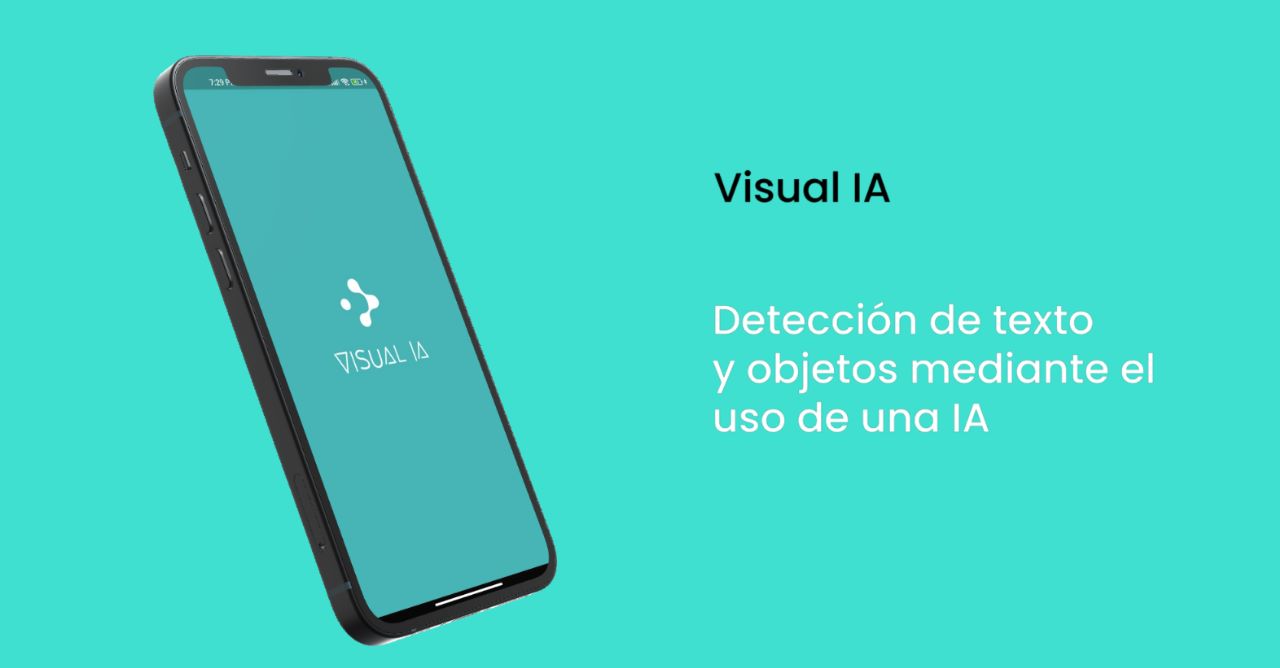 7:29 P
VISUAL IA
Visual IA
Detección de texto
y objetos mediante el
uso de una IA